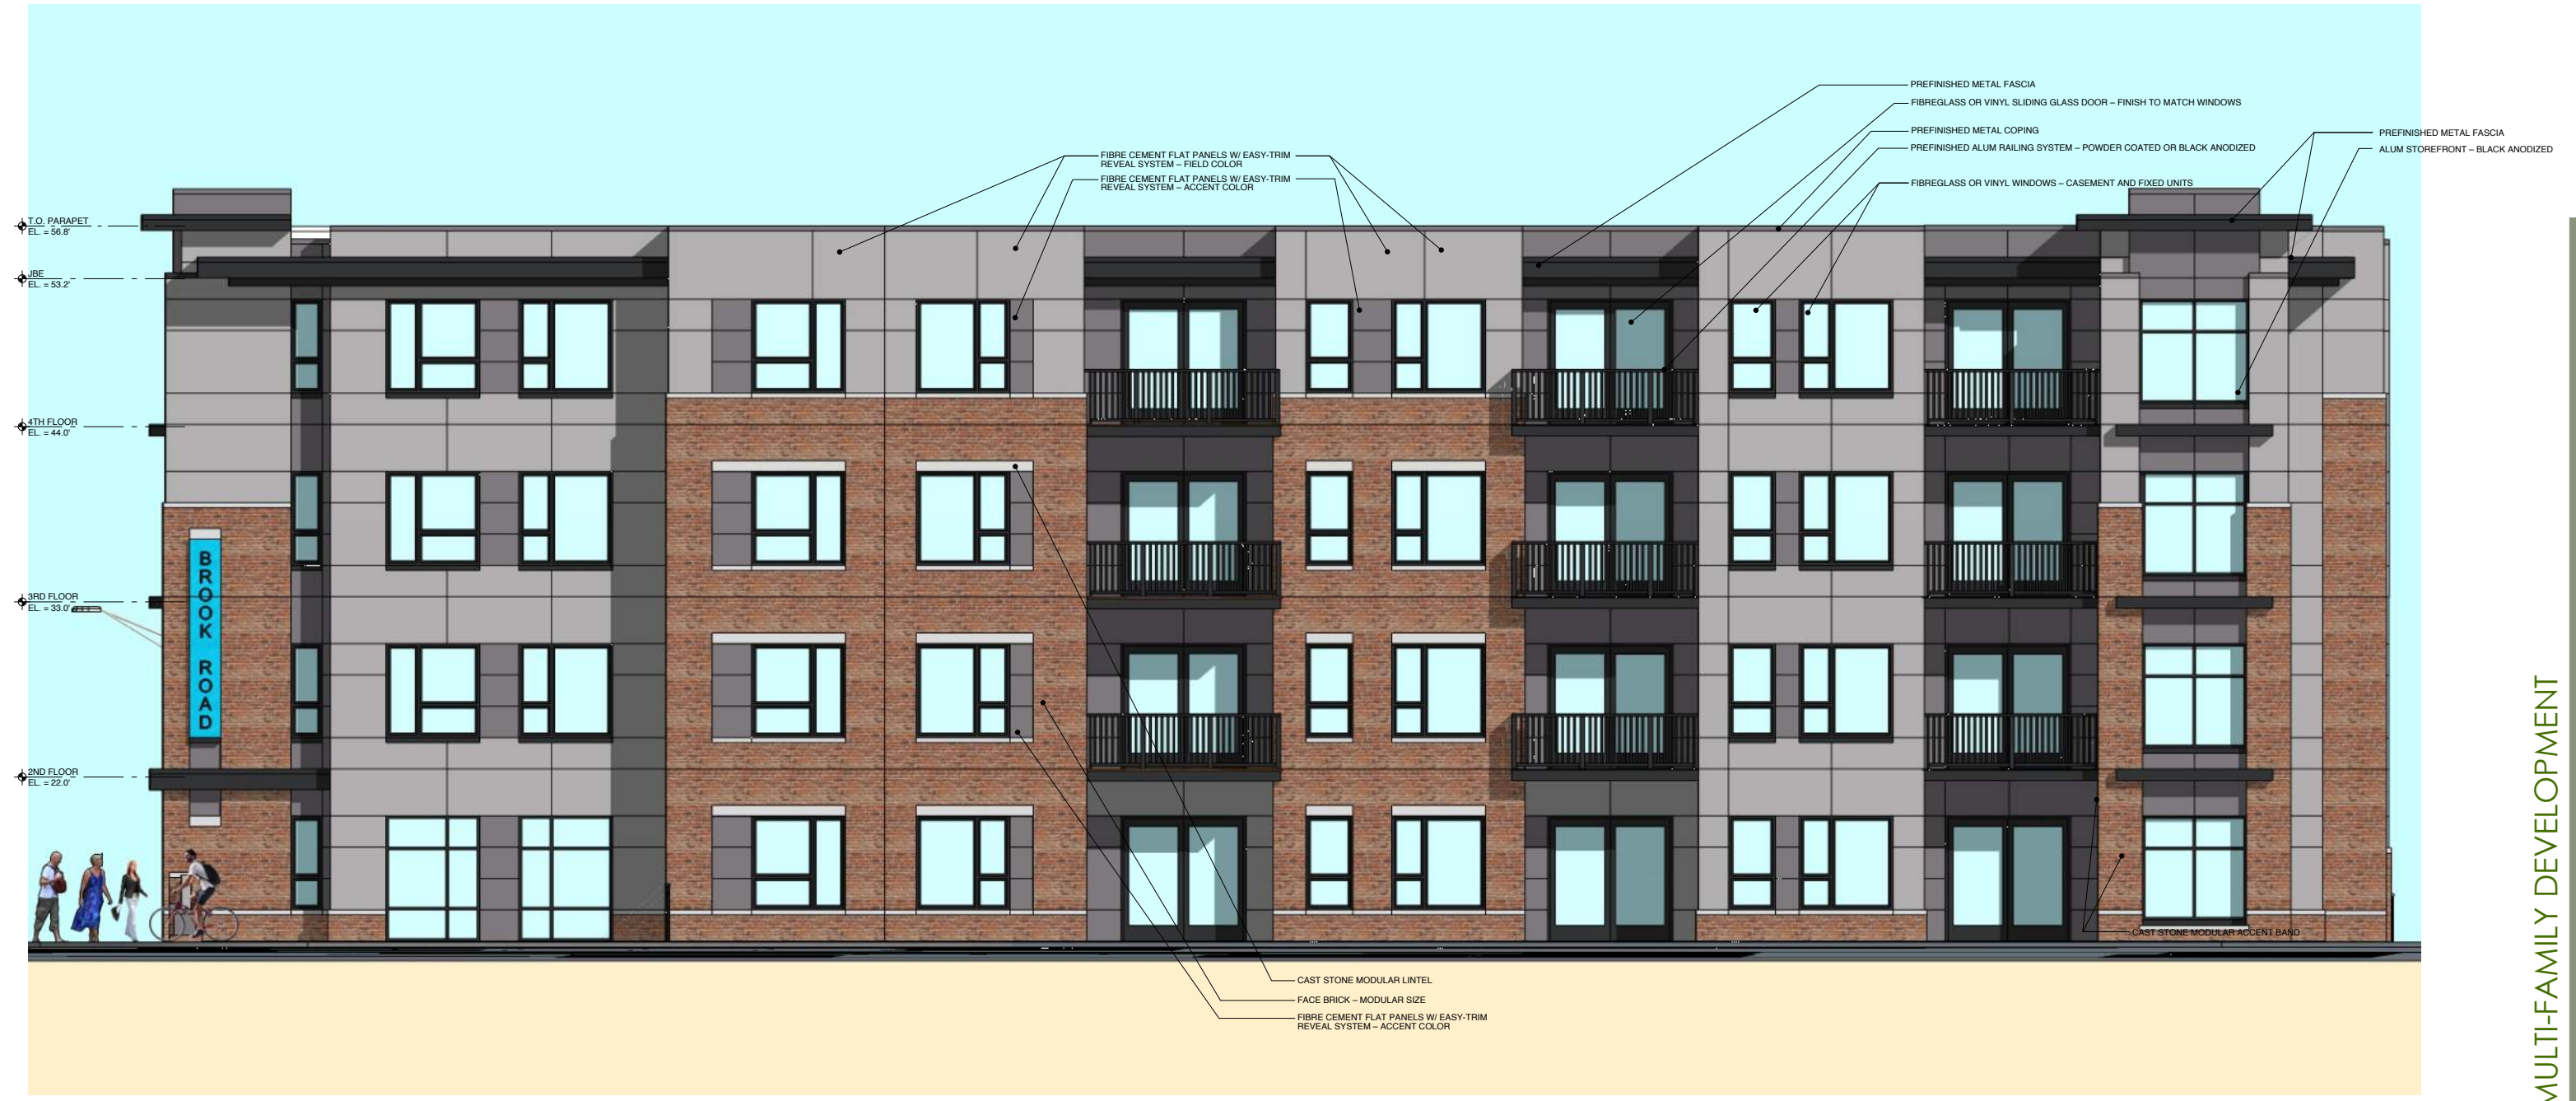 PREFINISHED METAL FASCIA
FIBREGLASS OR VINYL SLIDING GLASS DOOR – FINISH TO MATCH WINDOWS
PREFINISHED METAL COPING
PREFINISHED ALUM RAILING SYSTEM – POWDER COATED OR BLACK ANODIZED
FIBREGLASS OR VINYL WINDOWS – CASEMENT AND FIXED UNITS
PREFINISHED METAL FASCIA
ALUM STOREFRONT – BLACK ANODIZED
FIBRE CEMENT FLAT PANELS W/ EASY-TRIM
REVEAL SYSTEM – FIELD COLOR
FIBRE CEMENT FLAT PANELS W/ EASY-TRIM
REVEAL SYSTEM – ACCENT COLOR
T.O. PARAPET
EL. = 56.8'
JBE
EL. = 53.2'
4TH FLOOR
EL. = 44.0'
3RD FLOOR
EL. = 33.0'
2ND FLOOR
EL. = 22.0'
BROOK ROAD
CAST STONE MODULAR ACCENT BAND
CAST STONE MODULAR LINTEL
FACE BRICK – MODULAR SIZE
FIBRE CEMENT FLAT PANELS W/ EASY-TRIM
REVEAL SYSTEM – ACCENT COLOR
MULTI-FAMILY DEVELOPMENT